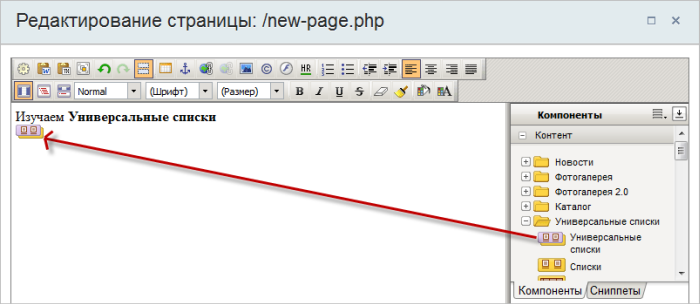 Редактирование страницы: /new-page.php
HR
Normal (Шрифт) (Размер) B I U S
Изучаем Универсальные списки
Компоненты
Контент
Новости
Фотогалерея
Фотогалерея 2.0
Каталог
Универсальные списки
Универсальные
списки
Списки
Компоненты Сниппеты